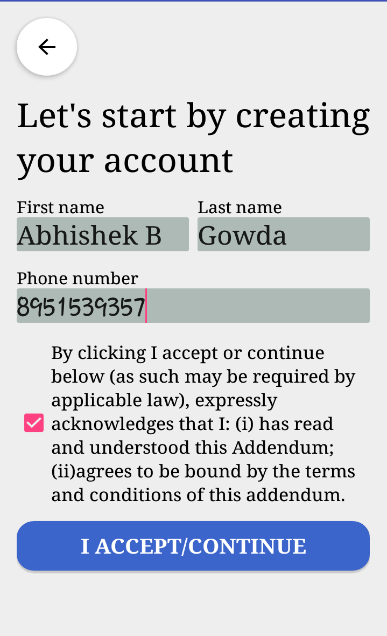 Let's start by creating
your account
First name Last name
Abhishek B Gowda
Phone number
8951539357
By clicking I accept or continue
below (as such may be required by
applicable law), expressly
acknowledges that I: (i) has read
and understood this Addendum;
(ii)agrees to be bound by the terms
and conditions of this addendum.
I ACCEPT/CONTINUE